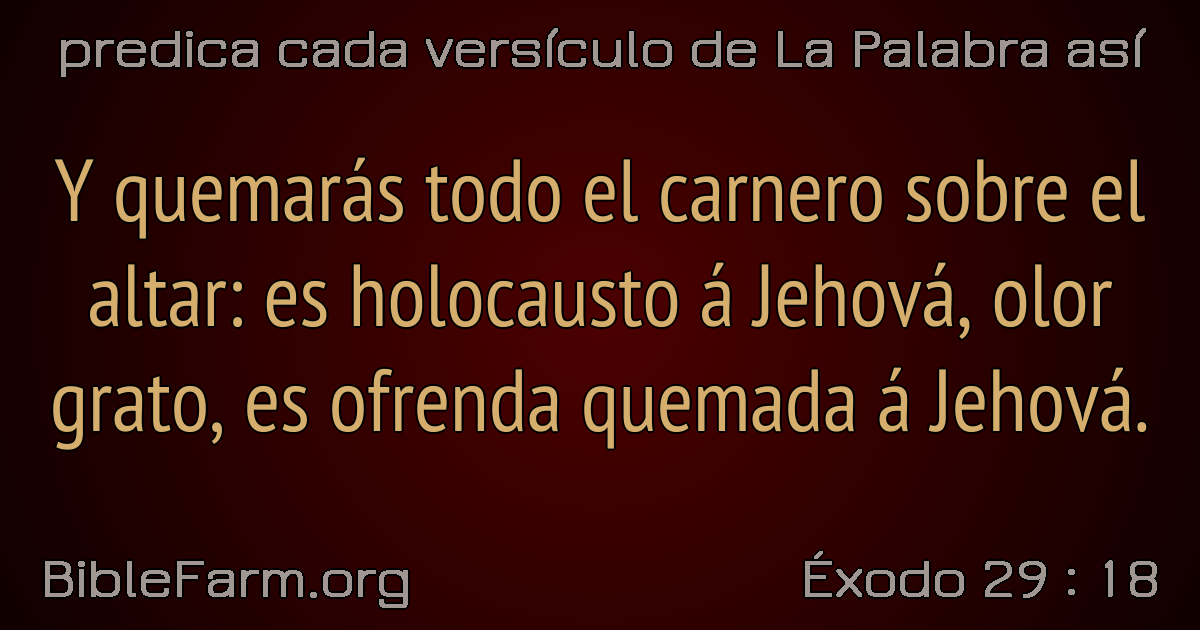 predica cada versículo de La Palabra así
Y quemarás todo el carnero sobre el
altar: es holocausto á Jehová, olor
grato, es ofrenda quemada á Jehová.
BibleFarm.org
Éxodo 29 : 18